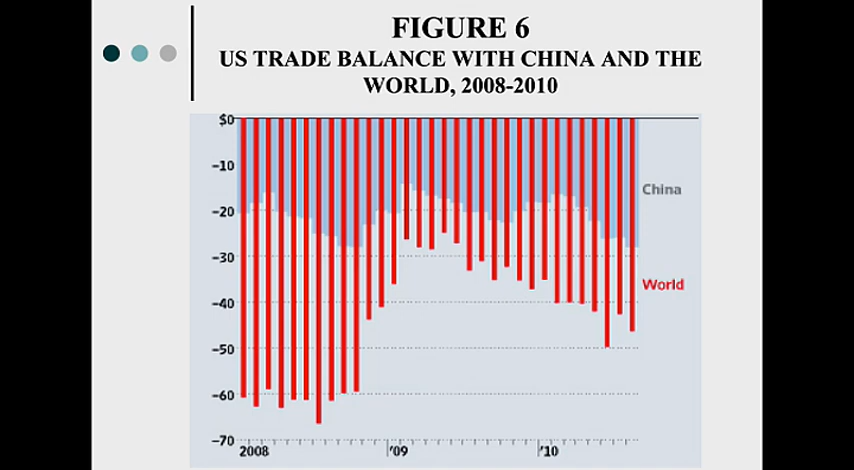 FIGURE 6
US TRADE BALANCE WITH CHINA AND THE
WORLD, 2008-2010
$0
–10
–20
–30
–40
–50
–60
–70
China
World
2008 '09 '10